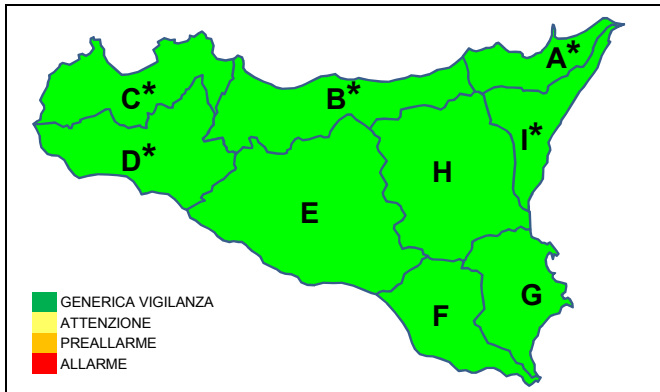 A*
C*
B*
I*
D*
H
E
G
F
GENERICA VIGILANZA
ATTENZIONE
PREALLARME
ALLARME